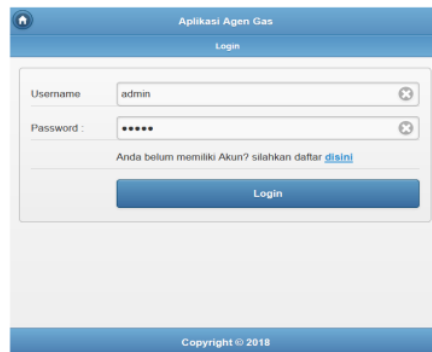 Aplikasi Agen Gas
Login
Username
admin
Password :
•••••
Anda belum memiliki Akun? silahkan daftar disini
Login
Copyright © 2018